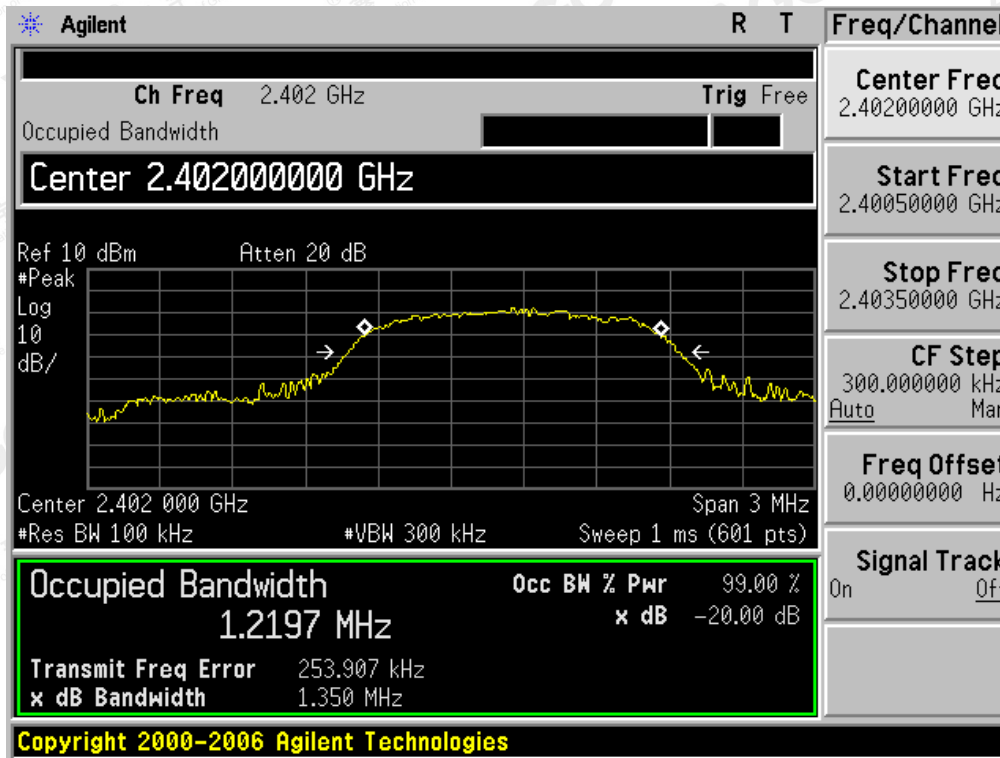 Agilent R T Freq/Channel
Ch Freq 2.402 GHz Trig Free
Occupied Bandwidth
Center 2.402000000 GHz
Ref 10 dBm Atten 20 dB
#Peak
Log
10
dB/
Center 2.402 000 GHz Span 3 MHz
#Res BW 100 kHz #VBW 300 kHz Sweep 1 ms (601 pts)
Occupied Bandwidth Occ BW % Pwr 99.00 %
1.2197 MHz x dB -20.00 dB
Transmit Freq Error 253.907 kHz
x dB Bandwidth 1.350 MHz
Copyright 2000-2006 Agilent Technologies
Center Freq
2.40200000 GHz
Start Freq
2.40050000 GHz
Stop Freq
2.40350000 GHz
CF Step
300.000000 kHz
Auto Man
Freq Offset
0.00000000 Hz
Signal Track
On Off